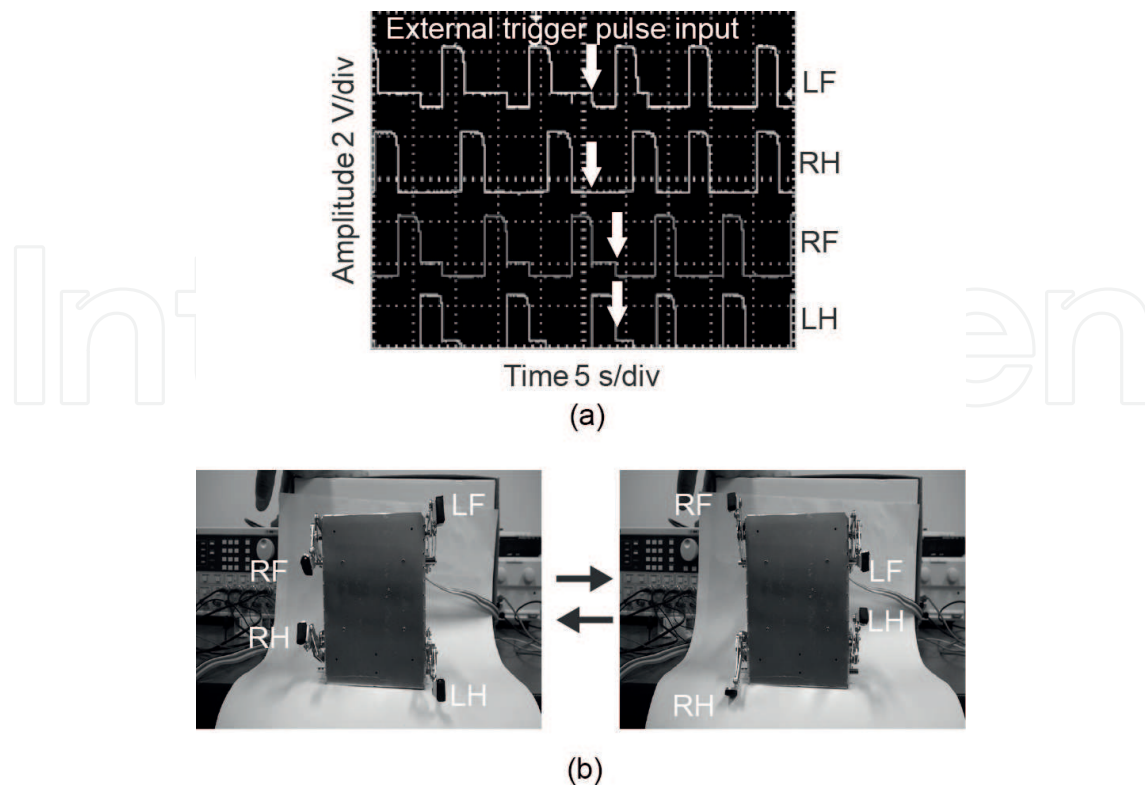 External trigger pulse input
Amplitude 2 V/div
LF
RH
RF
LH
Time 5 s/div
(a)
LF
RF
RH
LH
RF
LF
LH
RH
(b)